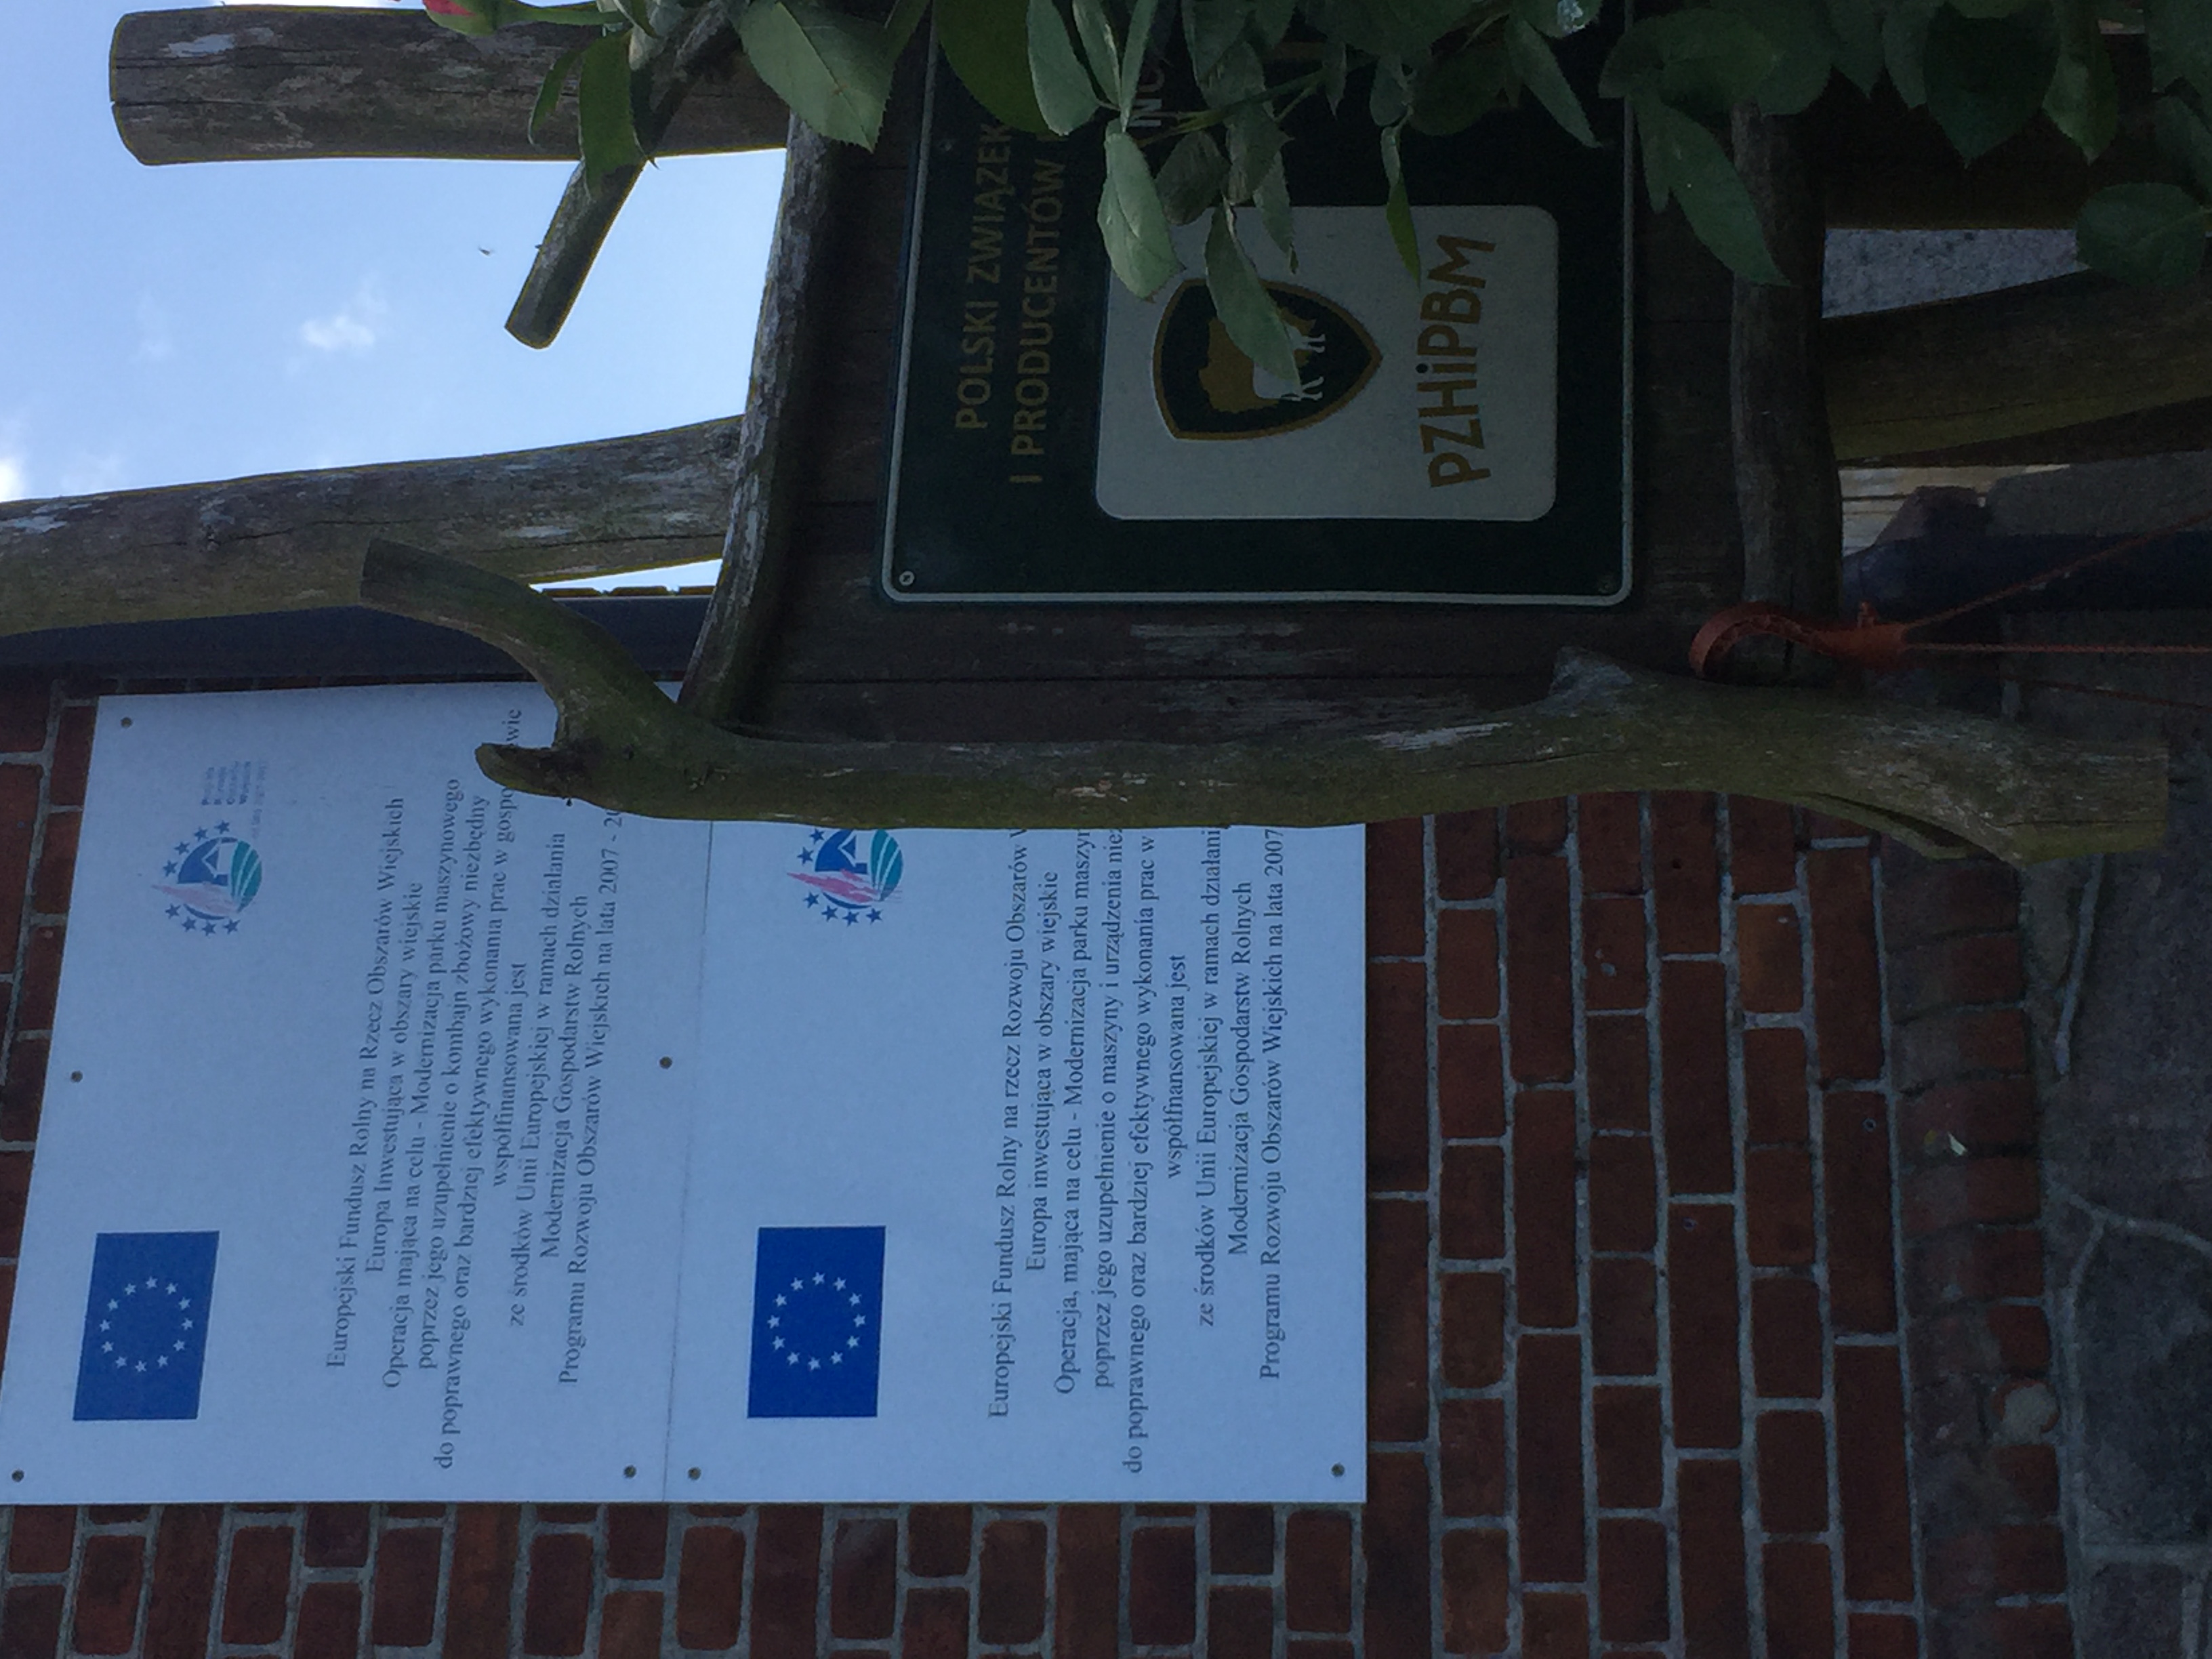 Europejski Fundusz Rolny na Rzecz Obszarów Wiejskich
Europa Inwestująca w obszary wiejskie
Operacja mająca na celu - Modernizacja parku maszynowego
poprzez jego uzupełnienie o kombajn zbożowy niezbędny
do poprawnego oraz bardziej efektywnego wykonania prac w gospo wie
współfinansowana jest
ze środków Unii Europejskiej w ramach działania
Modernizacja Gospodarstw Rolnych
Programu Rozwoju Obszarów Wiejskich na lata 2007 - 20
Europejski Fundusz Rolny na rzecz Rozwoju Obszarów
Europa inwestująca w obszary wiejskie
Operacja, mająca na celu - Modernizacja parku maszyn
poprzez jego uzupełnienie o maszyny i urządzenia nie
do poprawnego oraz bardziej efektywnego wykonania prac w
współfnansowana jest
ze środków Unii Europejskiej w ramach działani
Modernizacja Gospodarstw Rolnych
Programu Rozwoju Obszarów Wiejskich na lata 2007
POLSKI ZWIĄZEK
I PRODUCENTÓW
PZHiPBM